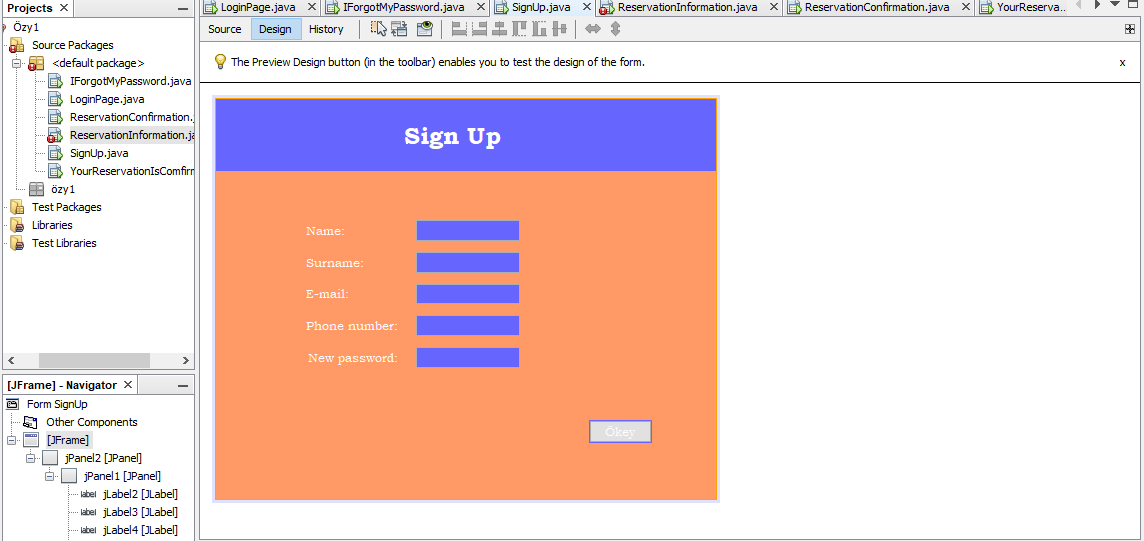 Projects
LoginPage.java IForgotMyPassword.java SignUp.java ReservationInformation.java ReservationConfirmation.java YourReserva...
Source Design History
The Preview Design button (in the toolbar) enables you to test the design of the form. x
Özy1
Source Packages
<default package>
IForgotMyPassword.java
LoginPage.java
ReservationConfirmation.
ReservationInformation.ja
SignUp.java
YourReservationIsComfirm
özy1
Test Packages
Libraries
Test Libraries
[JFrame] - Navigator
Form SignUp
Other Components
[JFrame]
jPanel2 [JPanel]
jPanel1 [JPanel]
label jLabel2 [JLabel]
label jLabel3 [JLabel]
label jLabel4 [JLabel]
Sign Up
Name:
Surname:
E-mail:
Phone number:
New password:
Okey